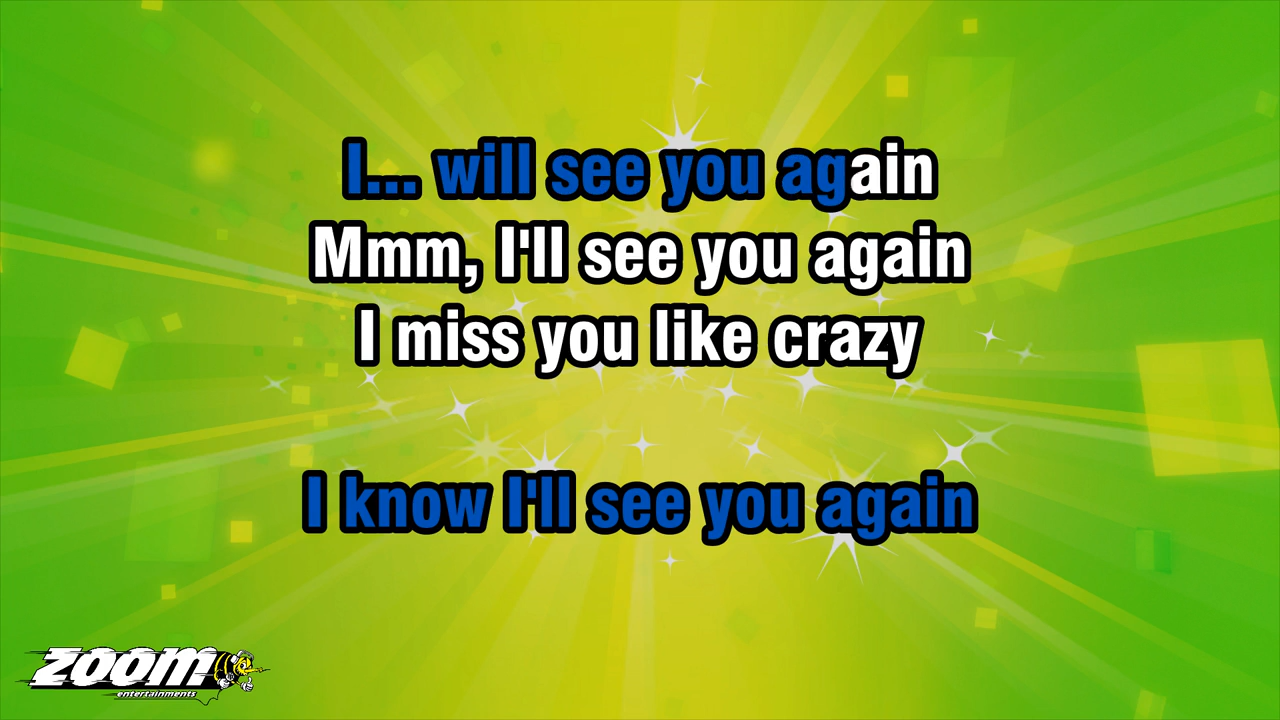 I... will see you again
Mmm, I'll see you again
I miss you like crazy
I know I'll see you again
zoom
entertainments